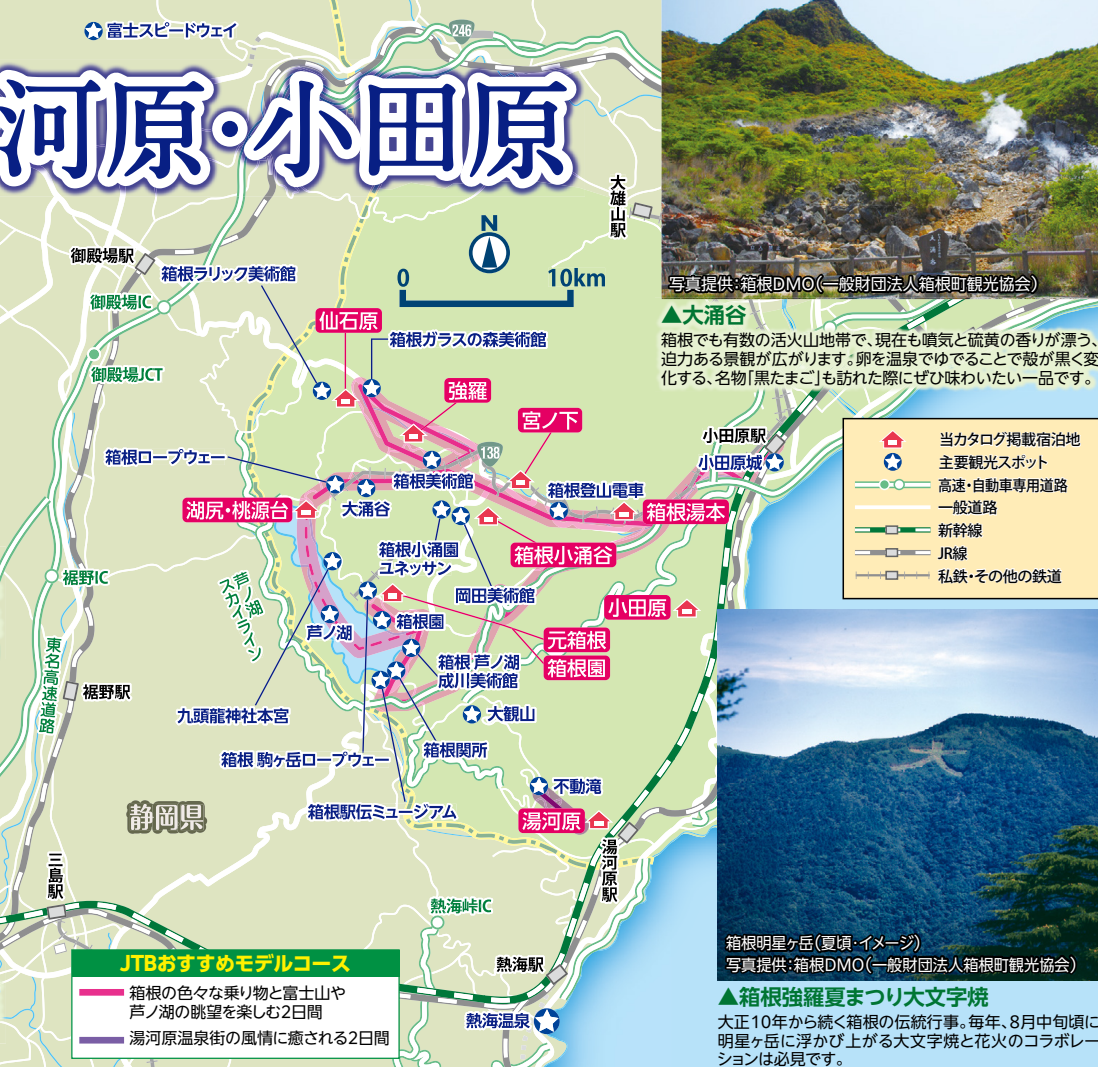 富士スピードウェイ
246
河原・小田原
大雄山駅
N
0 10km
御殿場駅
箱根ラリック美術館
御殿場IC
仙石原
箱根ガラスの森美術館
御殿場JCT
強羅
宮ノ下
138
小田原駅
小田原城
箱根ロープウェー
箱根美術館
箱根登山電車
大涌谷
湖尻・桃源台
箱根湯本
箱根小涌園
ユネッサン
箱根小涌谷
裾野IC
芦ノ湖
スカイライン
岡田美術館
小田原
芦ノ湖
箱根園
元箱根
箱根園
箱根 芦ノ湖
成川美術館
東名高速道路
裾野駅
九頭龍神社本宮
大観山
箱根関所
箱根 駒ヶ岳ロープウェー
不動滝
箱根駅伝ミュージアム
湯河原
静岡県
湯河原駅
三島駅
熱海峠IC
熱海駅
熱海温泉
JTBおすすめモデルコース
箱根の色々な乗り物と富士山や
芦ノ湖の眺望を楽しむ2日間
湯河原温泉街の風情に癒される2日間
写真提供:箱根DMO(一般財団法人箱根町観光協会)
▲大涌谷
箱根でも有数の活火山地帯で、現在も噴気と硫黄の香りが漂う、
迫力ある景観が広がります。卵を温泉でゆでることで殻が黒く変
化する、名物「黒たまご」も訪れた際にぜひ味わいたい一品です。
当カタログ掲載宿泊地
主要観光スポット
高速・自動車専用道路
一般道路
新幹線
JR線
私鉄・その他の鉄道
箱根明星ヶ岳(夏頃・イメージ)
写真提供:箱根DMO(一般財団法人箱根町観光協会)
▲箱根強羅夏まつり大文字焼
大正10年から続く箱根の伝統行事。毎年、8月中旬頃に
明星ヶ岳に浮かび上がる大文字焼と花火のコラボレー
ションは必見です。